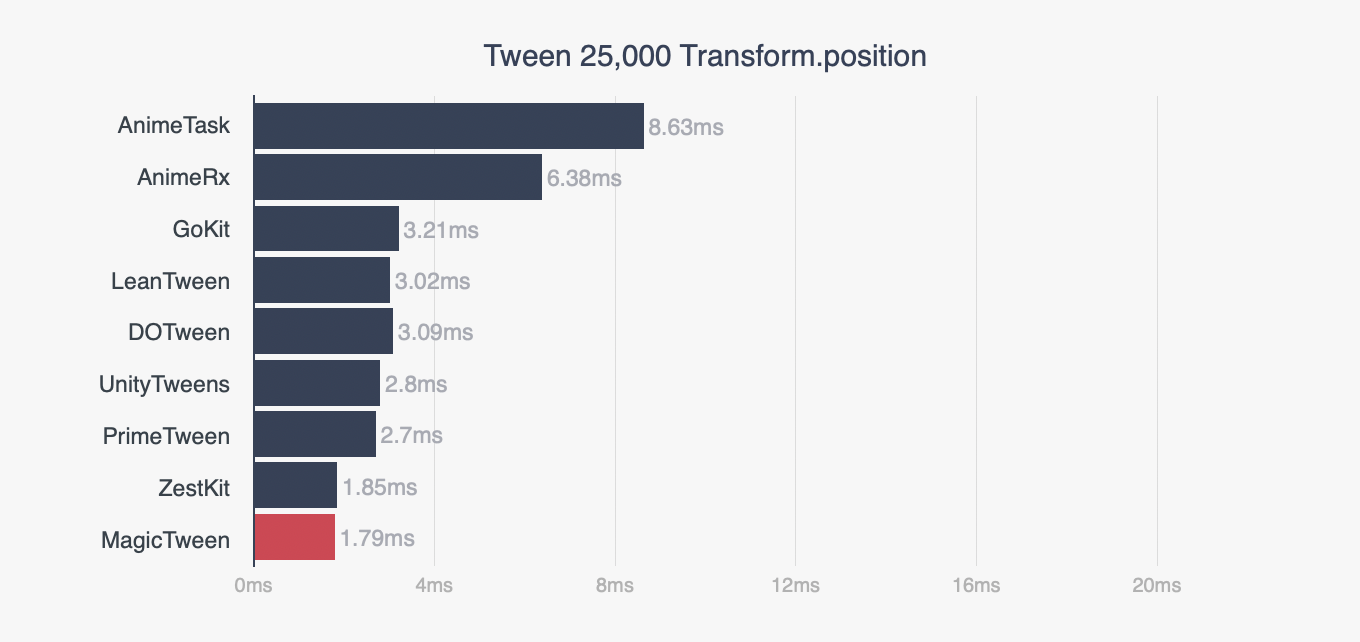 Tween 25,000 Transform.position
AnimeTask 8.63ms
AnimeRx 6.38ms
GoKit 3.21ms
LeanTween 3.02ms
DOTween 3.09ms
UnityTweens 2.8ms
PrimeTween 2.7ms
ZestKit 1.85ms
MagicTween 1.79ms
0ms 4ms 8ms 12ms 16ms 20ms